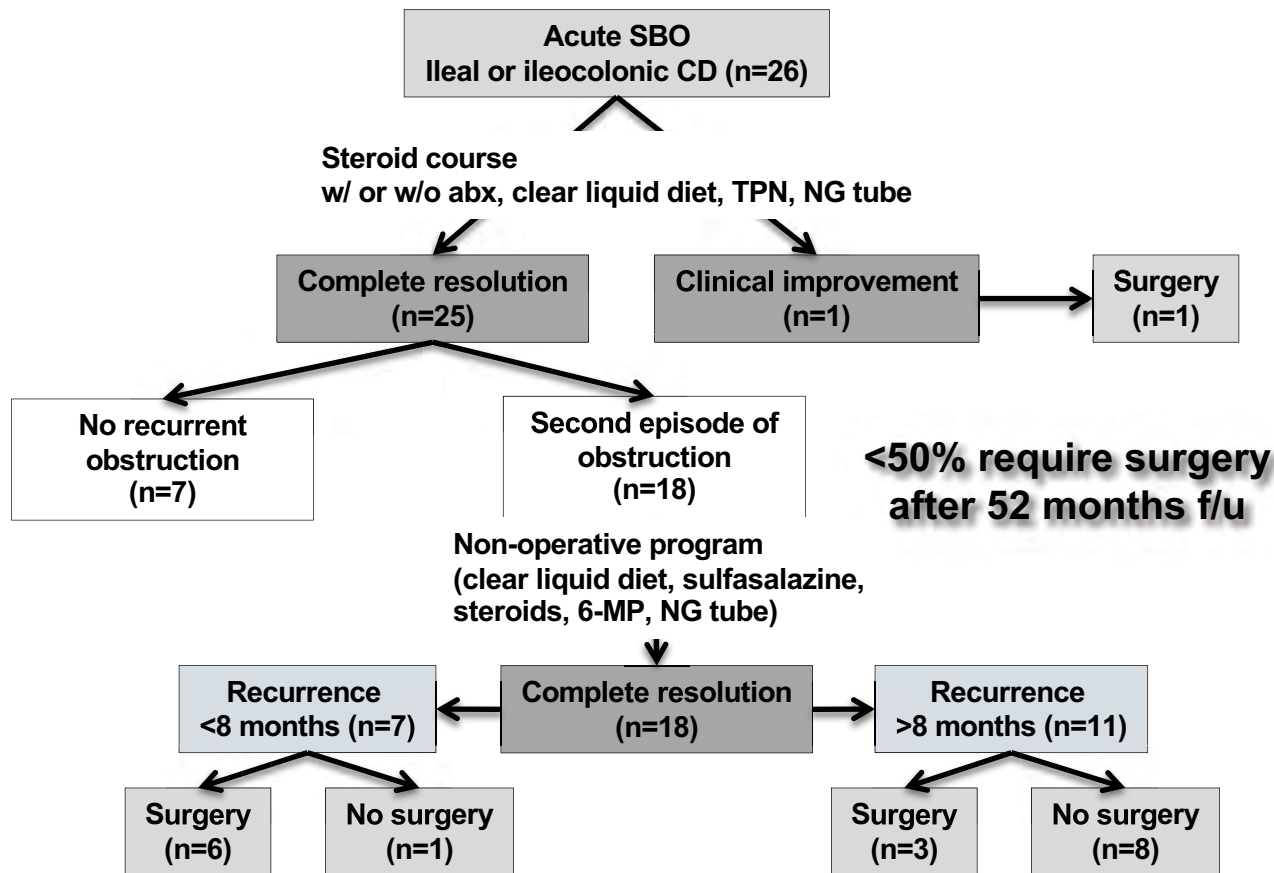 Acute SBO
Ileal or ileocolonic CD (n=26)
Steroid course
w/ or w/o abx, clear liquid diet, TPN, NG tube
Complete resolution
(n=25)
Clinical improvement
(n=1)
Surgery
(n=1)
No recurrent
obstruction
(n=7)
Second episode of
obstruction
(n=18)
<50% require surgery
after 52 months f/u
Non-operative program
(clear liquid diet, sulfasalazine,
steroids, 6-MP, NG tube)
Recurrence
<8 months (n=7)
Complete resolution
(n=18)
Recurrence
>8 months (n=11)
Surgery
(n=6)
No surgery
(n=1)
Surgery
(n=3)
No surgery
(n=8)